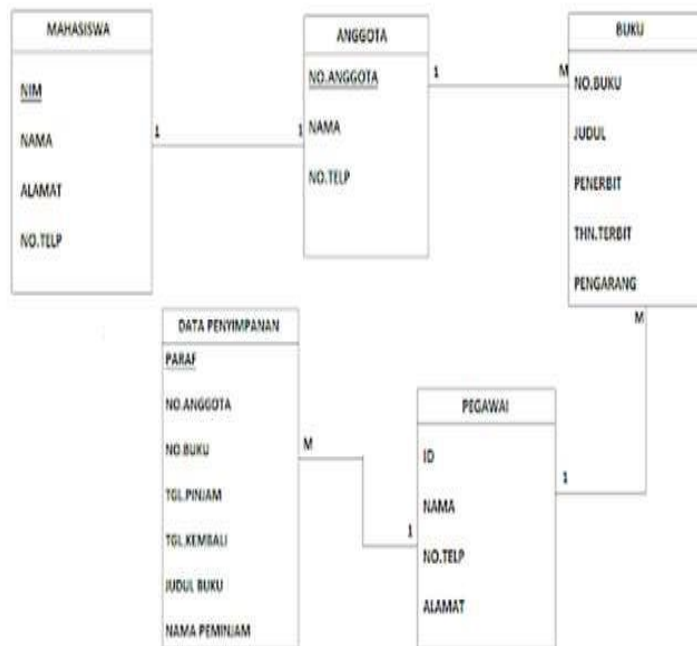 MAHASISWA
NIM
NAMA
ALAMAT
NO.TELP
1
1
ANGGOTA
NO.ANGGOTA
NAMA
NO.TELP
1
M
BUKU
NO.BUKU
JUDUL
PENERBIT
THN.TERBIT
PENGARANG
M
DATA PENYIMPANAN
PARAF
NO.ANGGOTA
NO.BUKU
TGL.PINJAM
TGL.KEMBALI
JUDUL BUKU
NAMA PEMINJAM
M
1
PEGAWAI
ID
NAMA
NO.TELP
ALAMAT
1